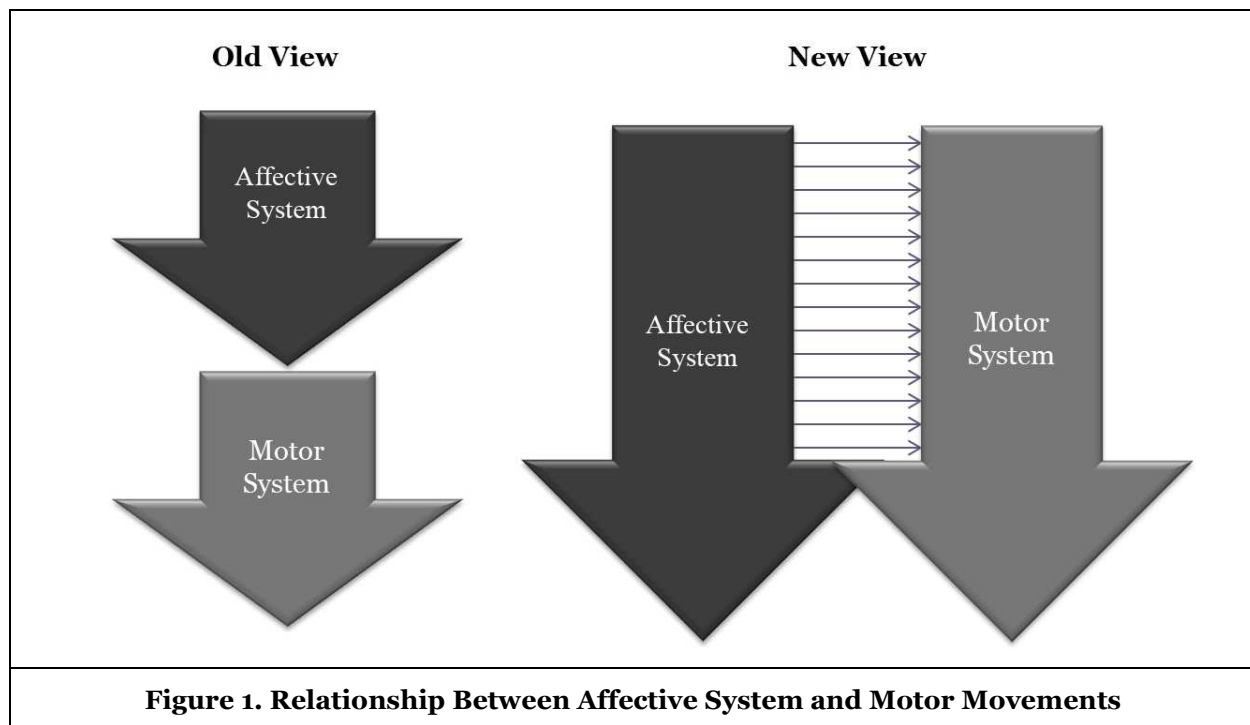 Old View
New View
Affective
System
Motor
System
Affective
System
Motor
System
Figure 1. Relationship Between Affective System and Motor Movements